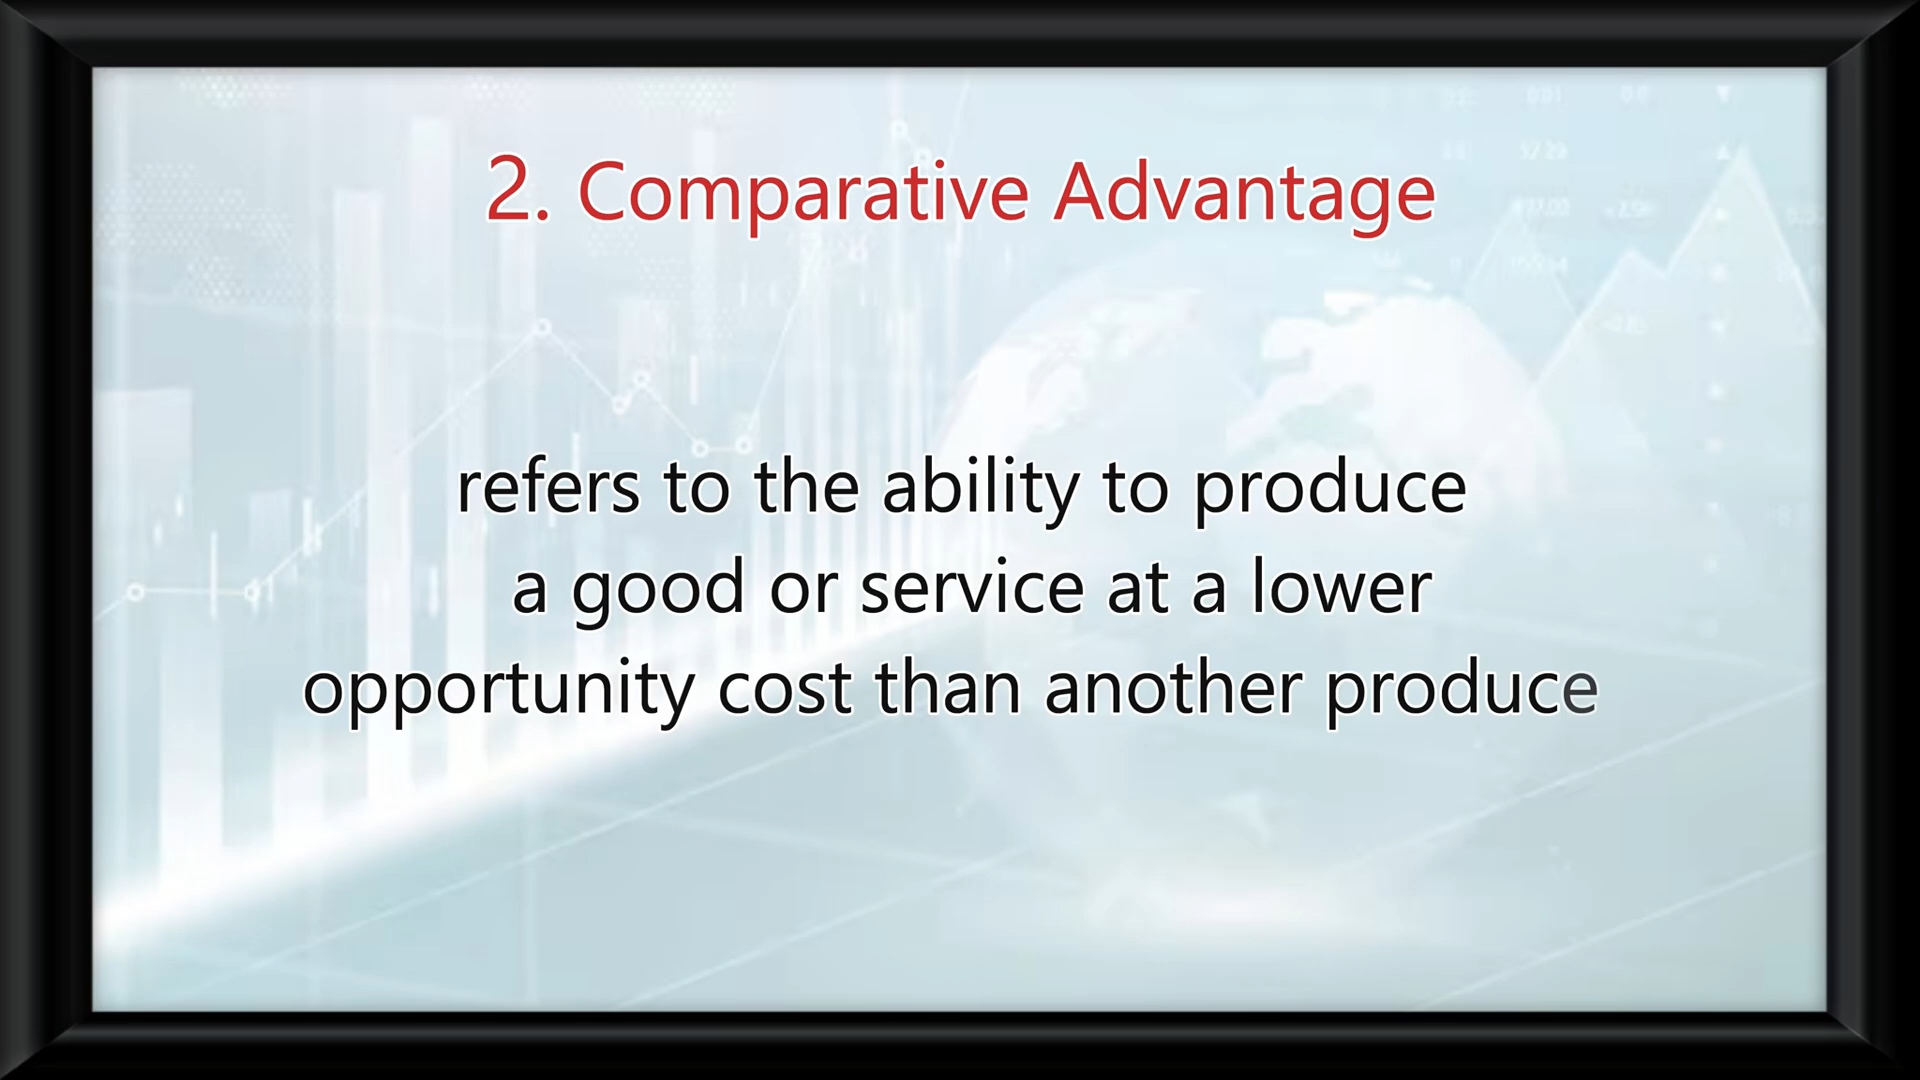 2. Comparative Advantage
refers to the ability to produce
a good or service at a lower
opportunity cost than another produce